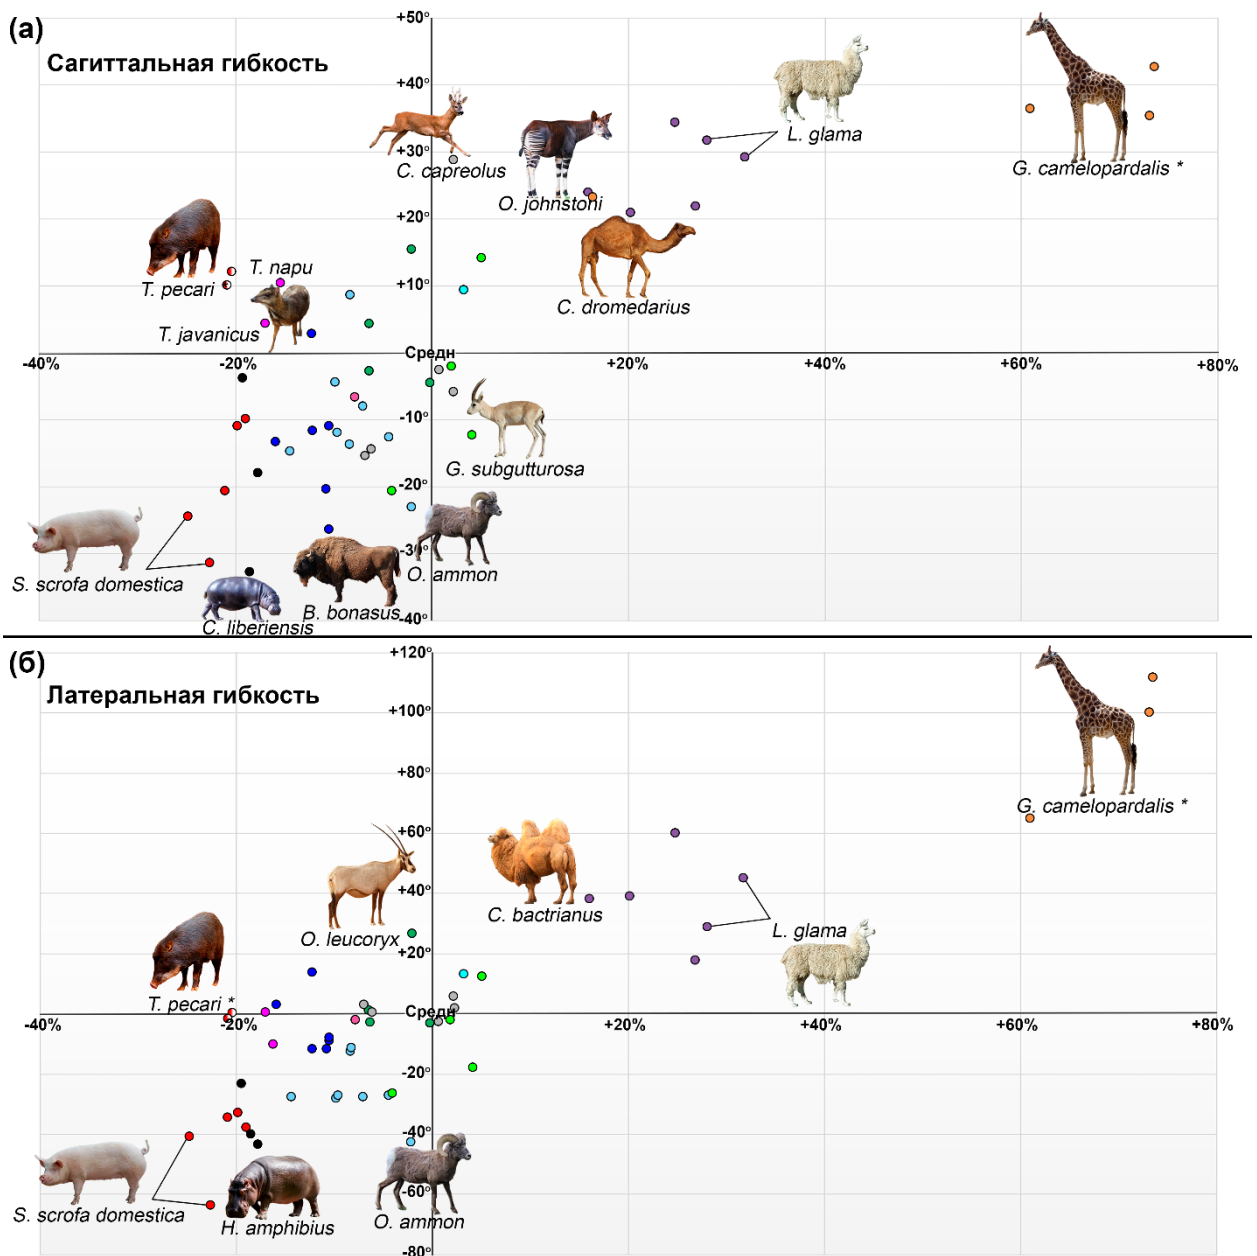 (а)
Сагиттальная гибкость
+50°
+40°
+30°
+20°
+10°
Средн
-10°
-20°
-30°
-40°
-40%
-20%
+20%
+40%
+60%
+80%
C. capreolus
O. johnstoni
L. glama
G. camelopardalis *
T. pecari *
T. napu
T. javanicus
C. dromedarius
G. subgutturosa
S. scrofa domestica
C. liberiensis
B. bonasus
O. ammon
(б)
Латеральная гибкость
+120°
+100°
+80°
+60°
+40°
+20°
Средн
-20°
-40°
-60°
-80°
-40%
-20%
+20%
+40%
+60%
+80%
G. camelopardalis *
C. bactrianus
O. leucoryx
L. glama
T. pecari *
S. scrofa domestica
H. amphibius
O. ammon